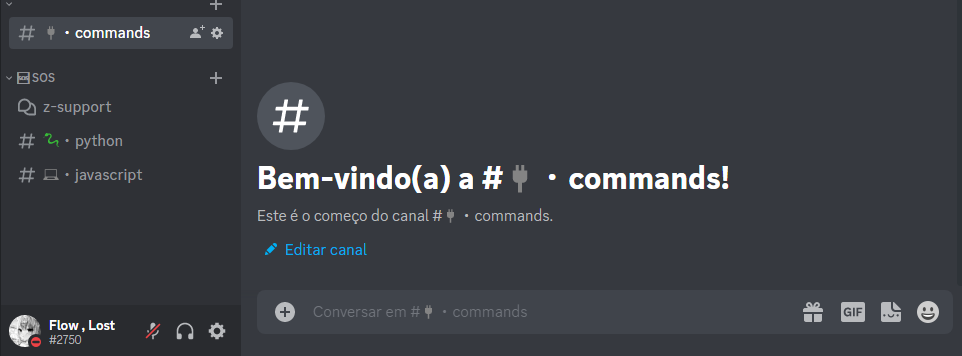 # 🔌・commands
🆘 SOS
z-support
# 🐍・python
# 💻・javascript
Flow , Lost
#2750
#
Bem-vindo(a) a #🔌・commands!
Este é o começo do canal #🔌・commands.
Editar canal
Conversar em #🔌・commands
GIF